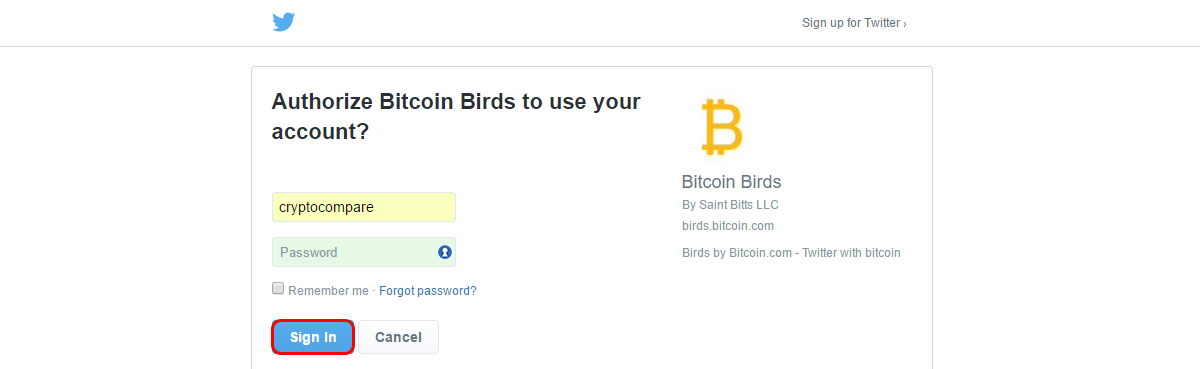 Sign up for Twitter ›
Authorize Bitcoin Birds to use your
account?
Bitcoin Birds
By Saint Bitts LLC
birds.bitcoin.com
Birds by Bitcoin.com - Twitter with bitcoin
cryptocompare
Password
Remember me · Forgot password?
Sign In
Cancel